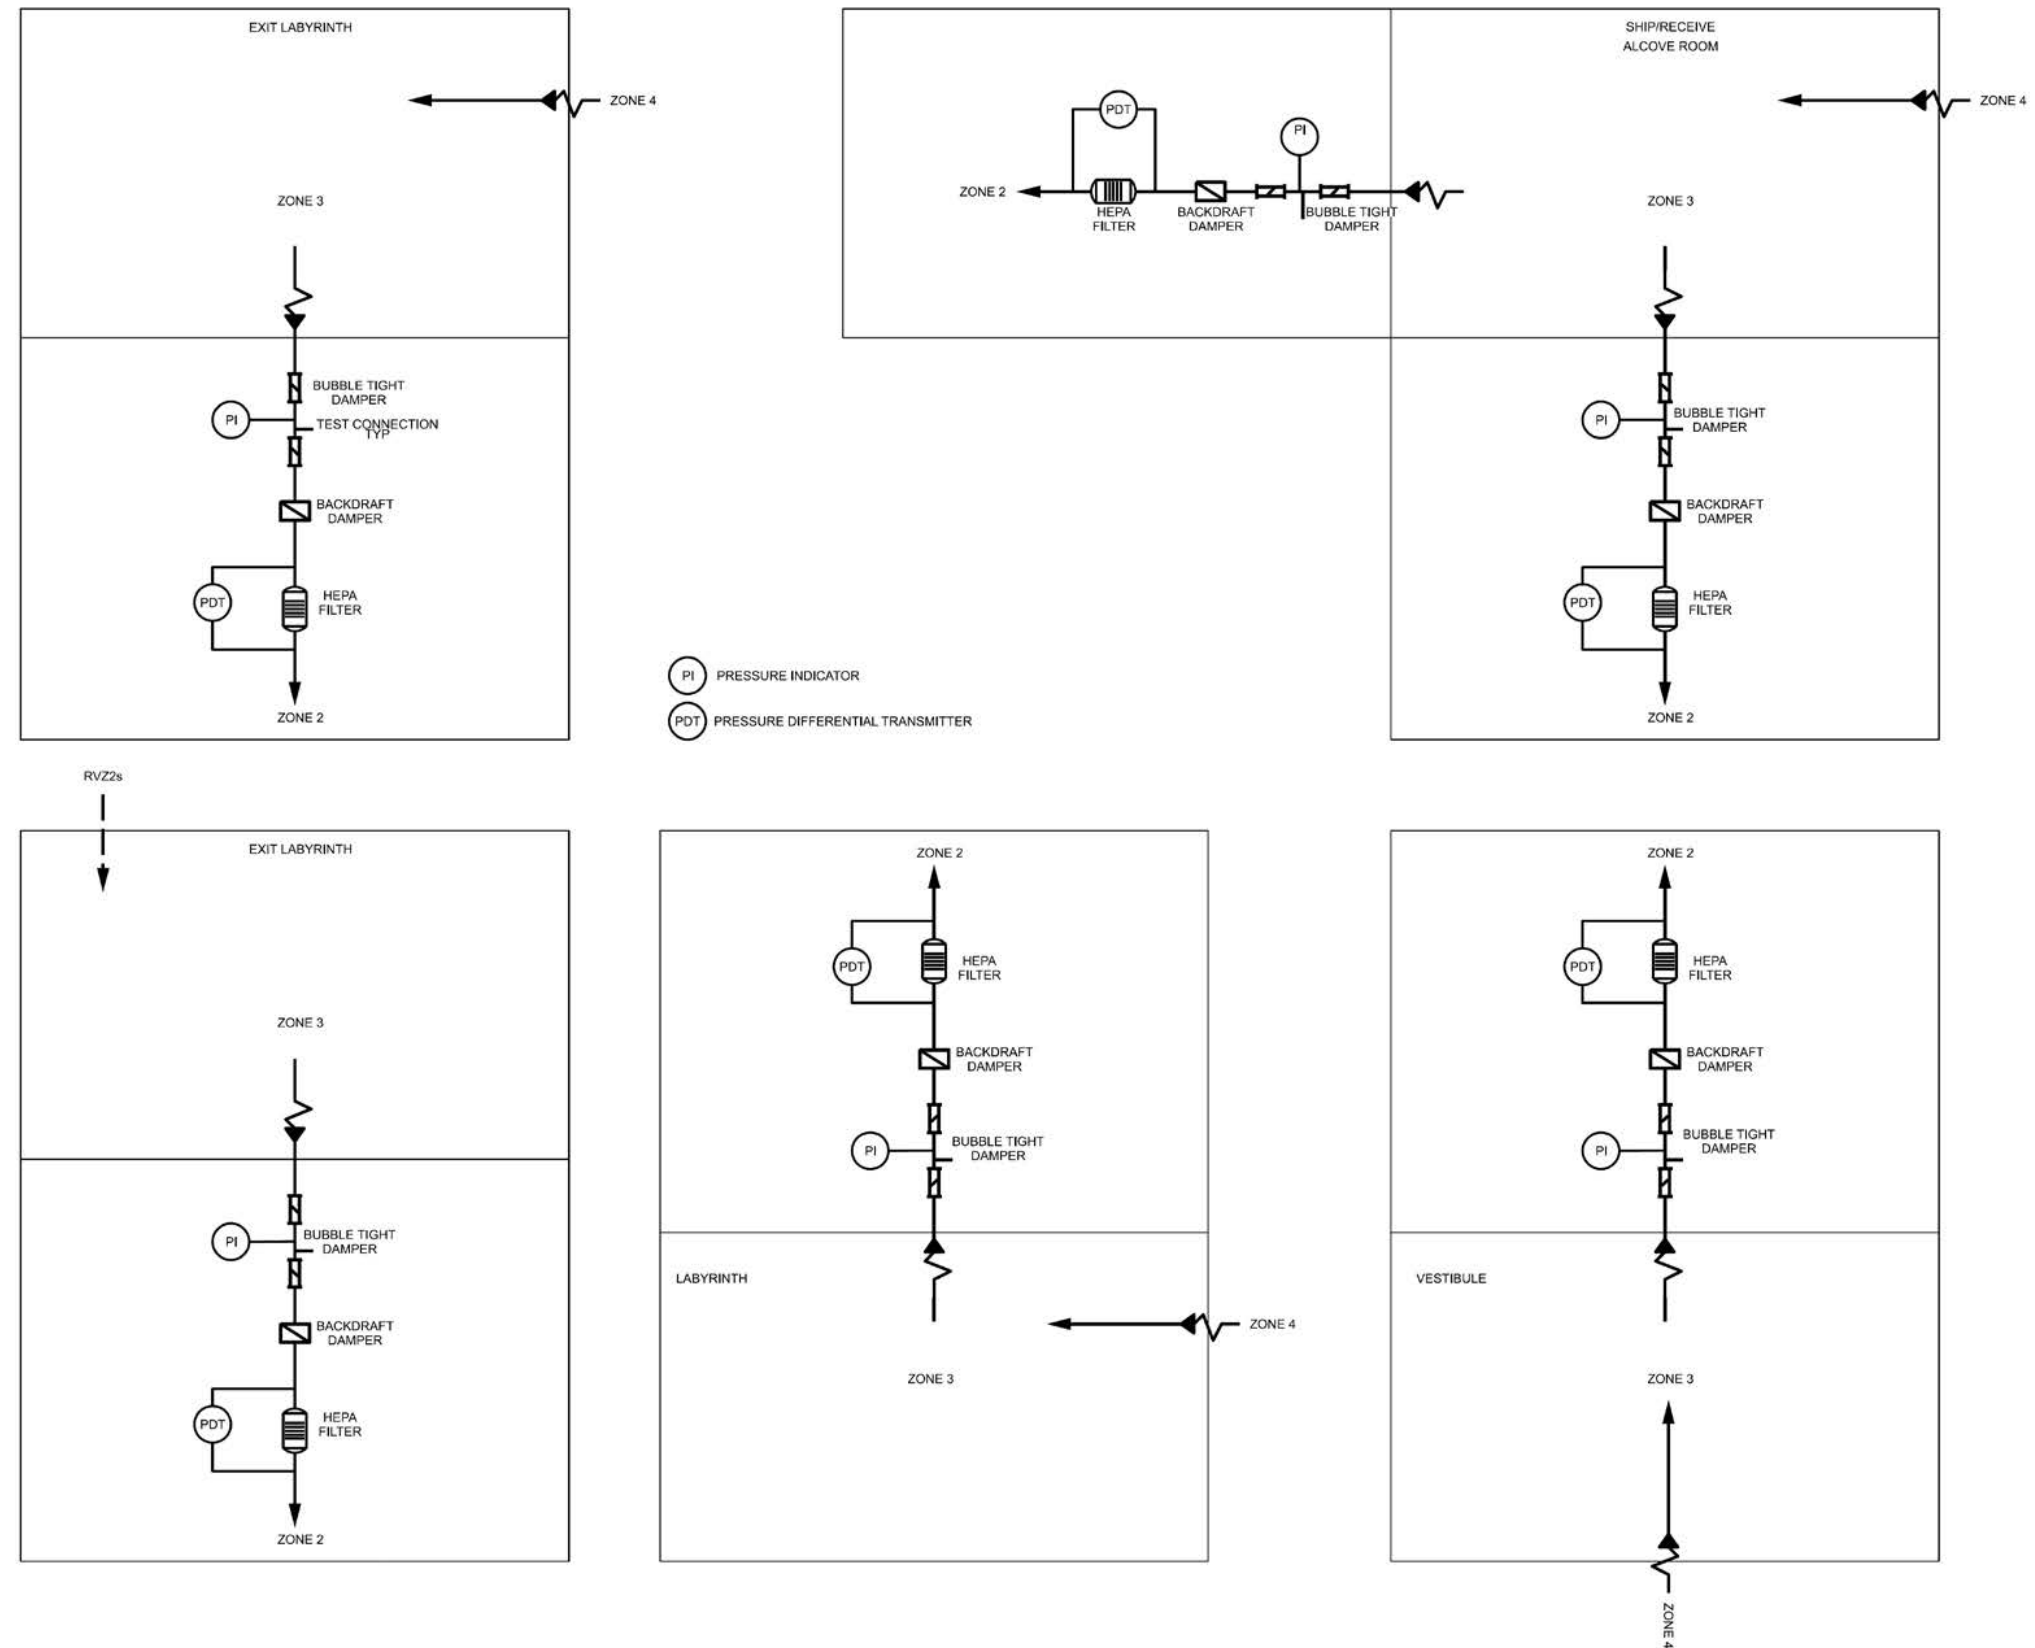 EXIT LABYRINTH
ZONE 4
ZONE 3
BUBBLE TIGHT
DAMPER
PI
TEST CONNECTION
TYP
BACKDRAFT
DAMPER
PDT
HEPA
FILTER
ZONE 2
SHIP/RECEIVE
ALCOVE ROOM
ZONE 4
PDT
PI
ZONE 2
HEPA
FILTER
BACKDRAFT
DAMPER
BUBBLE TIGHT
DAMPER
ZONE 3
PI
BUBBLE TIGHT
DAMPER
BACKDRAFT
DAMPER
PDT
HEPA
FILTER
ZONE 2
PI PRESSURE INDICATOR
PDT PRESSURE DIFFERENTIAL TRANSMITTER
RVZ2s
EXIT LABYRINTH
ZONE 3
PI
BUBBLE TIGHT
DAMPER
BACKDRAFT
DAMPER
PDT
HEPA
FILTER
ZONE 2
ZONE 2
PDT
HEPA
FILTER
BACKDRAFT
DAMPER
PI
BUBBLE TIGHT
DAMPER
LABYRINTH
ZONE 4
ZONE 3
ZONE 2
PDT
HEPA
FILTER
BACKDRAFT
DAMPER
PI
BUBBLE TIGHT
DAMPER
VESTIBULE
ZONE 3
ZONE 4